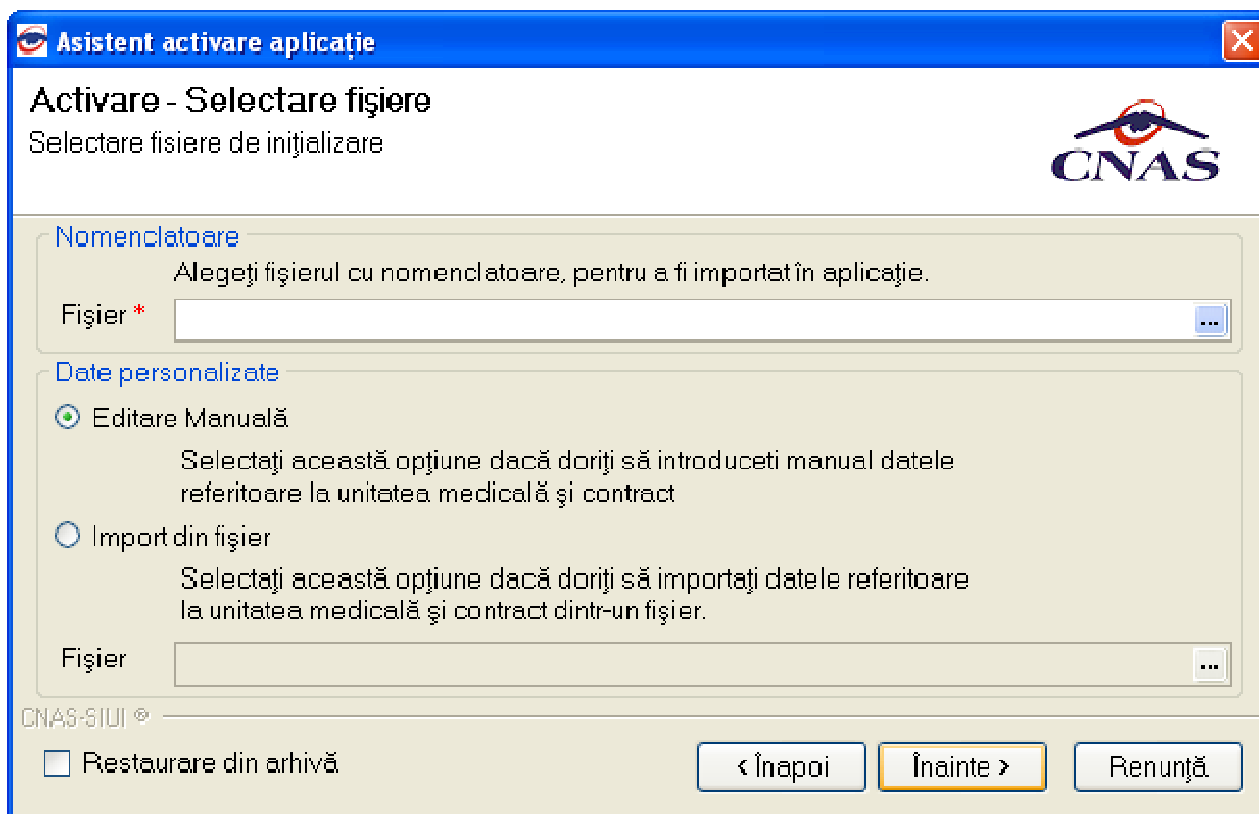 Asistent activare aplicație
Activare - Selectare fişiere
Selectare fisiere de iniţializare
CNAS
Nomenclatoare
Alegeţi fişierul cu nomenclatoare, pentru a fi importat în aplicaţie.
Fişier *
...
Date personalizate
Editare Manuală
Selectaţi această opţiune dacă doriţi să introduceti manual datele
referitoare la unitatea medicală şi contract
Import din fişier
Selectaţi această opţiune dacă doriţi să importaţi datele referitoare
la unitatea medicală şi contract dintr-un fişier.
Fişier
...
CNAS-SIUI ®
Restaurare din arhivă
< Înapoi
Înainte >
Renunţă